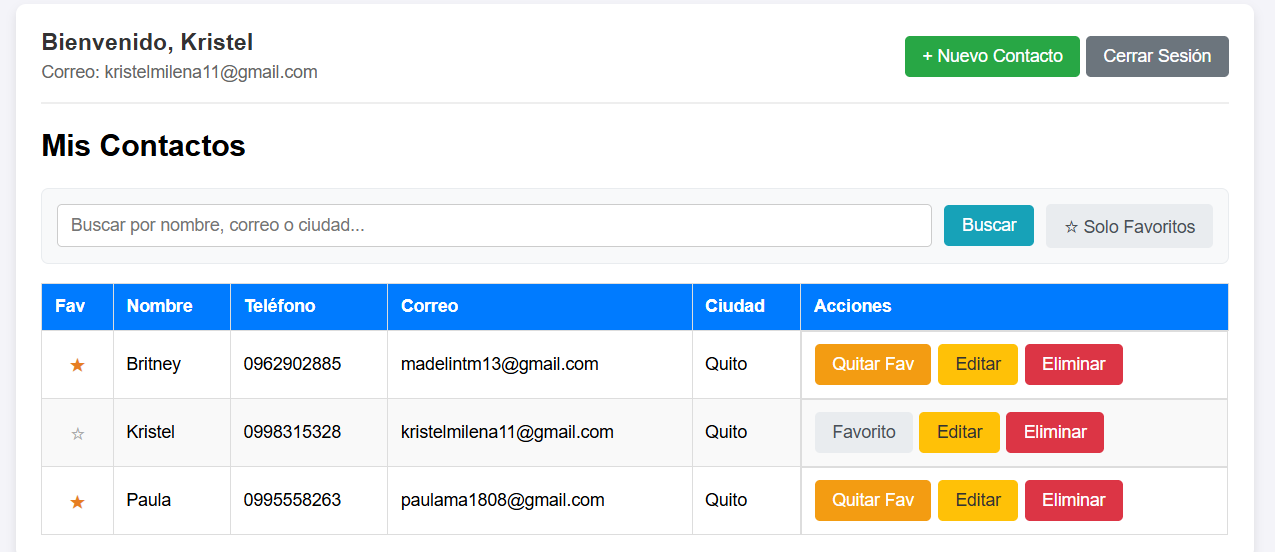 Bienvenido, Kristel
Correo: kristelmilena11@gmail.com
+ Nuevo Contacto Cerrar Sesión
Mis Contactos
Buscar por nombre, correo o ciudad... Buscar ☆ Solo Favoritos
Fav Nombre Teléfono Correo Ciudad Acciones
★ Britney 0962902885 madelintm13@gmail.com Quito Quitar Fav Editar Eliminar
☆ Kristel 0998315328 kristelmilena11@gmail.com Quito Favorito Editar Eliminar
★ Paula 0995558263 paulama1808@gmail.com Quito Quitar Fav Editar Eliminar